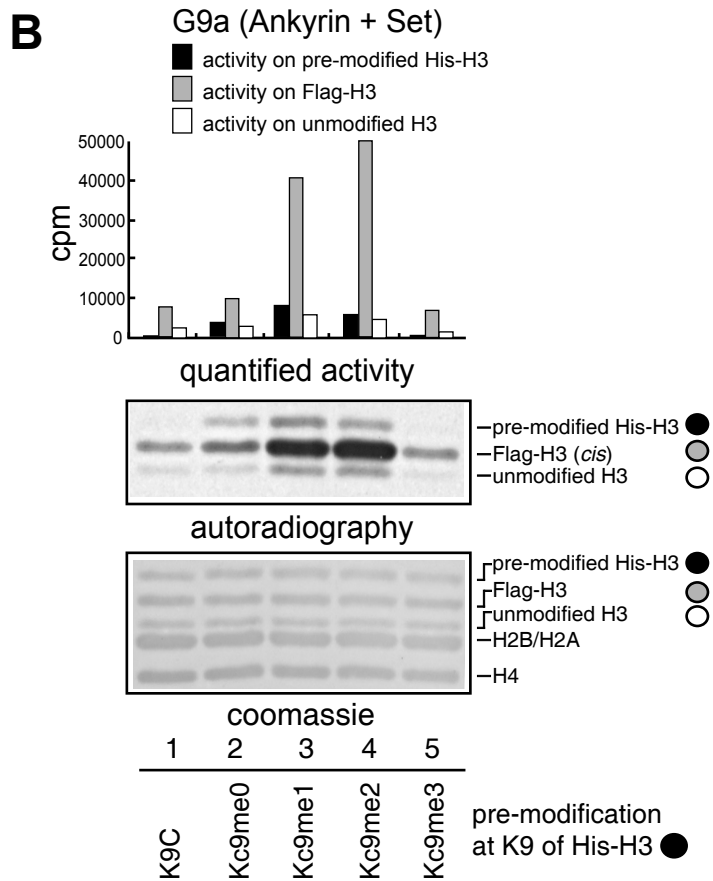 B
G9a (Ankyrin + Set)
activity on pre-modified His-H3
activity on Flag-H3
activity on unmodified H3
50000
40000
30000
20000
10000
0
cpm
quantified activity
pre-modified His-H3
Flag-H3 (cis)
unmodified H3
autoradiography
pre-modified His-H3
Flag-H3
unmodified H3
H2B/H2A
H4
coomassie
1 2 3 4 5
K9C
Kc9me0
Kc9me1
Kc9me2
Kc9me3
pre-modification
at K9 of His-H3